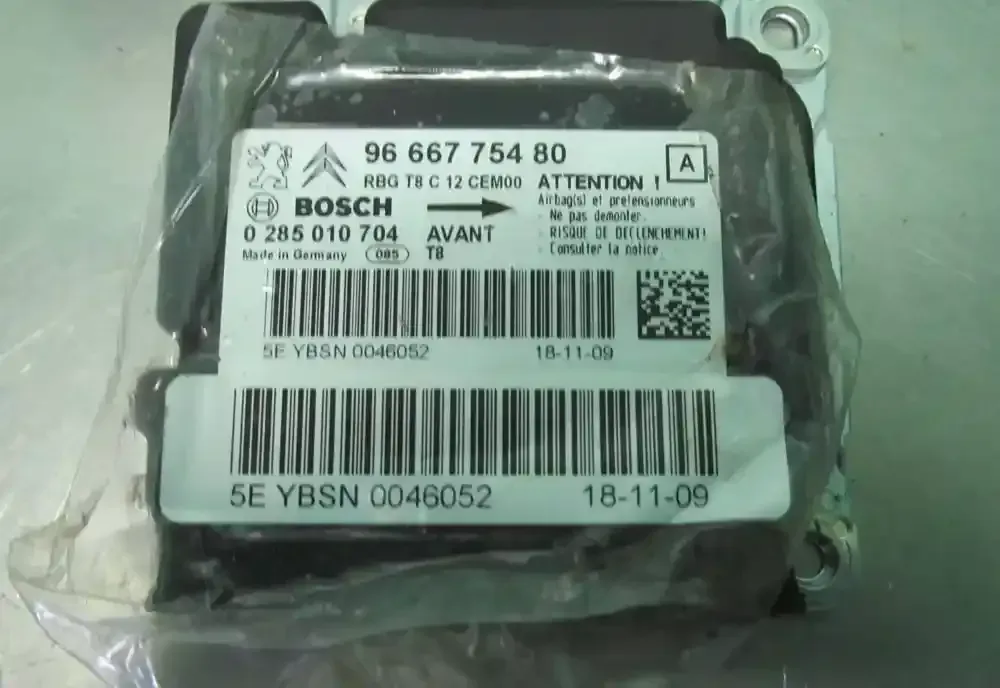 96 667 754 80
A
RBG T8 C 12 CEM00
ATTENTION !
BOSCH
Airbag(s) et pretensionneurs
- Ne pas demonter.
0 285 010 704
AVANT
- RISQUE DE DECLENCHEMENT!
Made in Germany
085
T8
- Consulter la notice
5E YBSN 0046052
18-11-09
5E YBSN 0046052
18-11-09